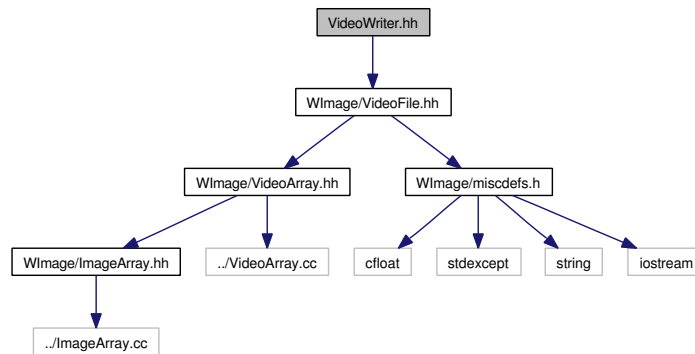 VideoWriter.hh
WImage/VideoFile.hh
WImage/VideoArray.hh
WImage/miscdefs.h
WImage/ImageArray.hh
../VideoArray.cc
cfloat
stdexcept
string
iostream
../ImageArray.cc